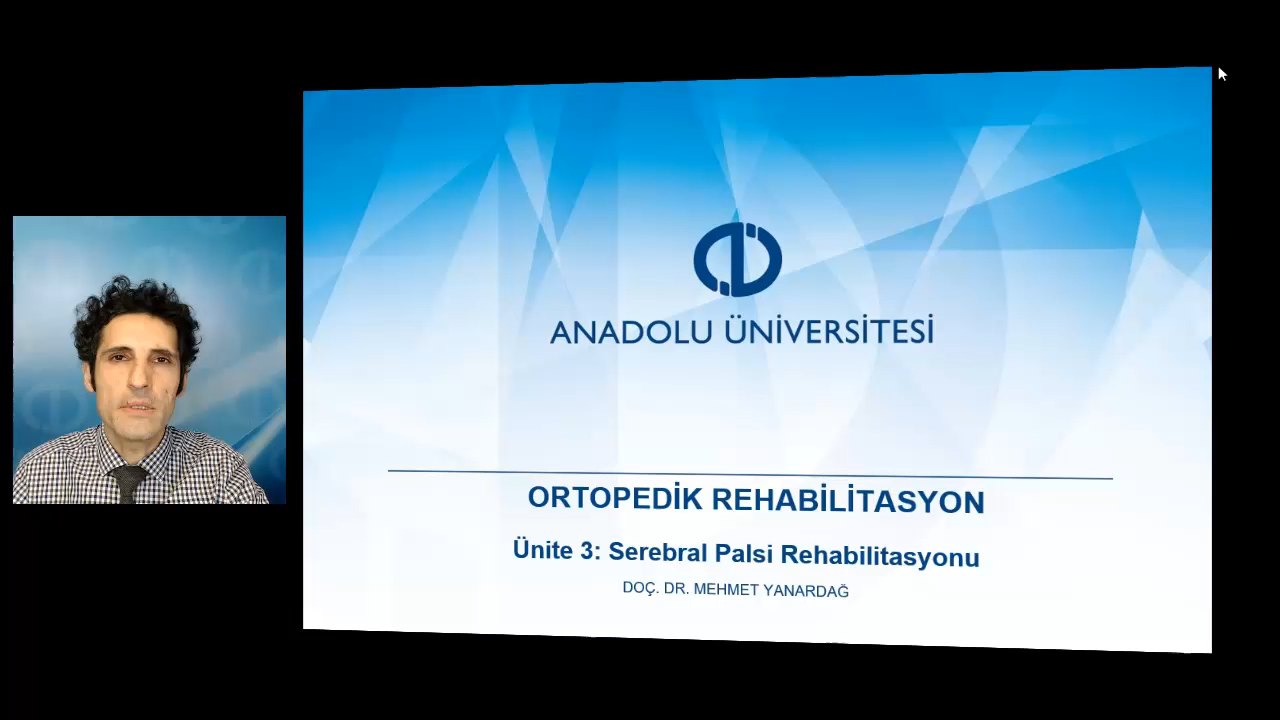 ANADOLU ÜNİVERSİTESİ
ORTOPEDİK REHABİLİTASYON
Ünite 3: Serebral Palsi Rehabilitasyonu
DOÇ. DR. MEHMET YANARDAĞ